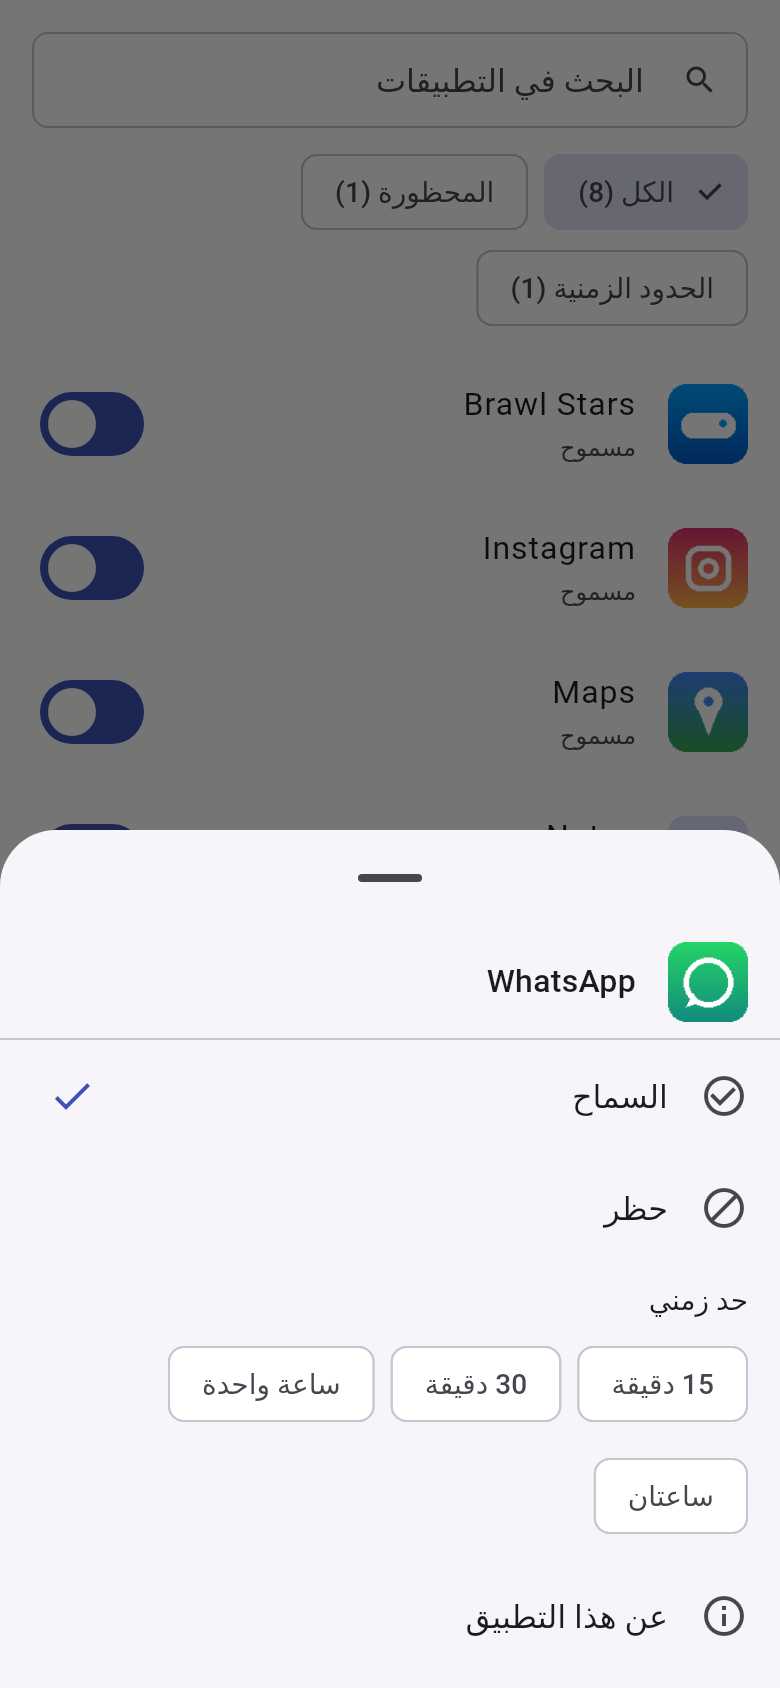 البحث في التطبيقات
الكل (8)
المحظورة (1)
الحدود الزمنية (1)
Brawl Stars
مسموح
Instagram
مسموح
Maps
مسموح
WhatsApp
السماح
حظر
حد زمني
15 دقيقة
30 دقيقة
ساعة واحدة
ساعتان
عن هذا التطبيق